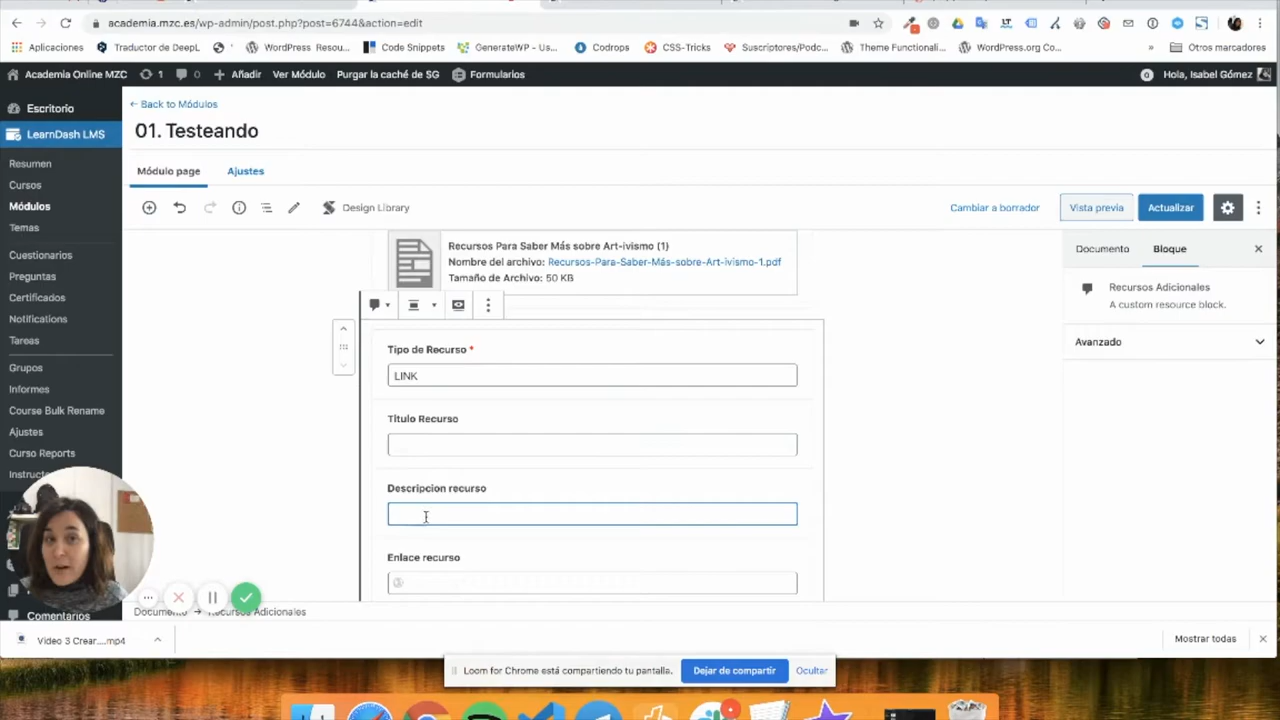 academia.mzc.es/wp-admin/post.php?post=6744&action=edit
Aplicaciones
Traductor de DeepL
WordPress Resou...
Code Snippets
GenerateWP - Us...
Codrops
CSS-Tricks
Suscriptores/Podc...
Theme Functionali...
WordPress.org Co...
»
Otros marcadores
Academia Online MZC
1
0
Añadir
Ver Módulo
Purgar la caché de SG
Formularios
Hola, Isabel Gómez
Escritorio
LearnDash LMS
Resumen
Cursos
Módulos
Temas
Cuestionarios
Preguntas
Certificados
Notifications
Tareas
Grupos
Informes
Course Bulk Rename
Ajustes
Curso Reports
Comentarios
← Back to Módulos
01. Testeando
Módulo page
Ajustes
Design Library
Cambiar a borrador
Vista previa
Actualizar
Recursos Para Saber Más sobre Art-ivismo (1)
Nombre del archivo: Recursos-Para-Saber-Más-sobre-Art-ivismo-1.pdf
Tamaño de Archivo: 50 KB
Tipo de Recurso *
LINK
Titulo Recurso
Descripcion recurso
Enlace recurso
Documento
Bloque
Recursos Adicionales
A custom resource block.
Avanzado
Documento → Recursos Adicionales
Video 3 Crear....mp4
Mostrar todas
Loom for Chrome está compartiendo tu pantalla.
Dejar de compartir
Ocultar